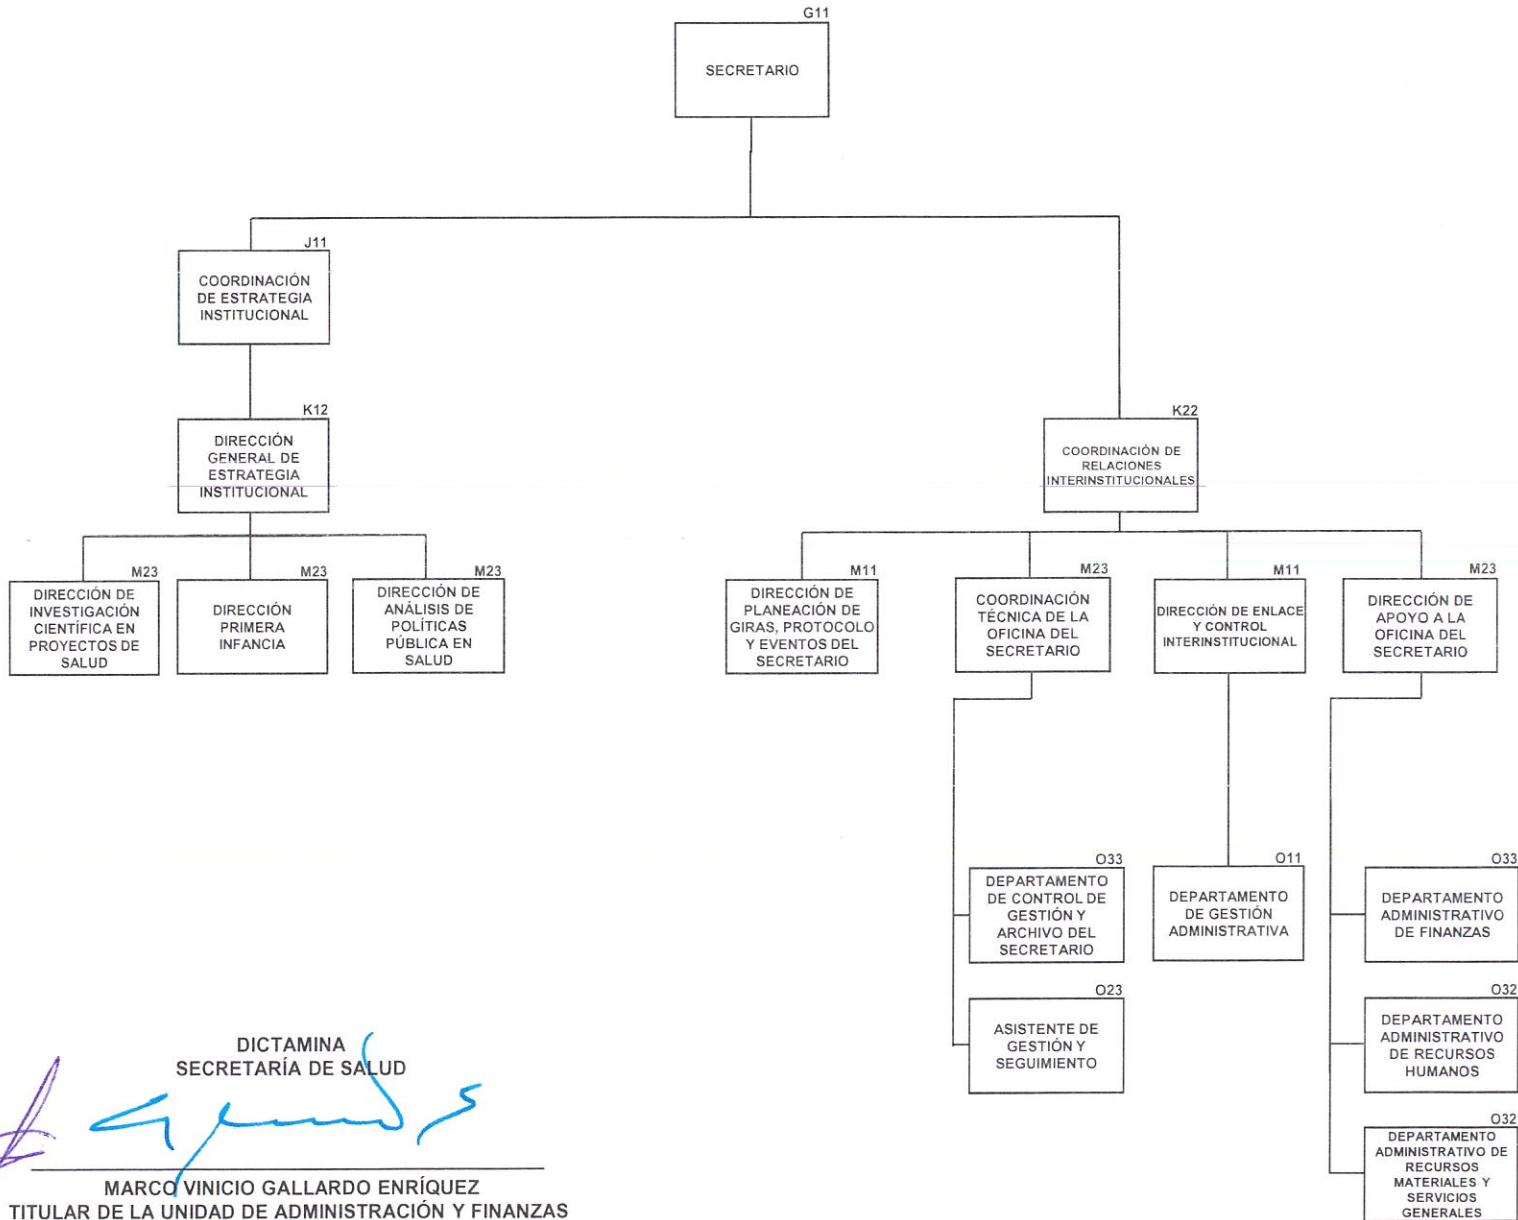 G11
SECRETARIO
J11
COORDINACIÓN
DE ESTRATEGIA
INSTITUCIONAL
K12
DIRECCIÓN
GENERAL DE
ESTRATEGIA
INSTITUCIONAL
K22
COORDINACIÓN DE
RELACIONES
INTERINSTITUCIONALES
M23
DIRECCIÓN DE
INVESTIGACIÓN
CIENTÍFICA EN
PROYECTOS DE
SALUD
M23
DIRECCIÓN
PRIMERA
INFANCIA
M23
DIRECCIÓN DE
ANÁLISIS DE
POLÍTICAS
PÚBLICA EN
SALUD
M11
DIRECCIÓN DE
PLANEACIÓN DE
GIRAS, PROTOCOLO
Y EVENTOS DEL
SECRETARIO
M23
COORDINACIÓN
TÉCNICA DE LA
OFICINA DEL
SECRETARIO
M11
DIRECCIÓN DE ENLACE
Y CONTROL
INTERINSTITUCIONAL
M23
DIRECCIÓN DE
APOYO A LA
OFICINA DEL
SECRETARIO
O33
DEPARTAMENTO
DE CONTROL DE
GESTIÓN Y
ARCHIVO DEL
SECRETARIO
O11
DEPARTAMENTO
DE GESTIÓN
ADMINISTRATIVA
O33
DEPARTAMENTO
ADMINISTRATIVO
DE FINANZAS
O23
ASISTENTE DE
GESTIÓN Y
SEGUIMIENTO
O32
DEPARTAMENTO
ADMINISTRATIVO
DE RECURSOS
HUMANOS
O32
DEPARTAMENTO
ADMINISTRATIVO DE
RECURSOS
MATERIALES Y
SERVICIOS
GENERALES
DICTAMINA
SECRETARÍA DE SALUD
MARCO VINICIO GALLARDO ENRÍQUEZ
TITULAR DE LA UNIDAD DE ADMINISTRACIÓN Y FINANZAS